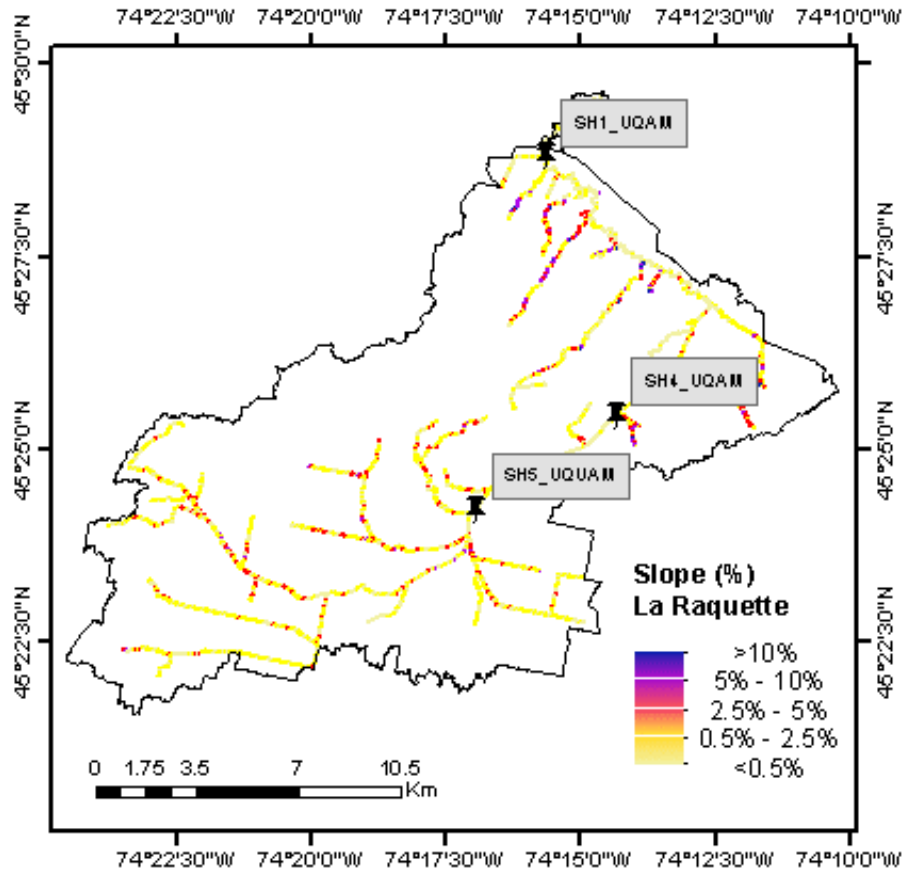 74°22'30"W 74°20'0"W 74°17'30"W 74°15'0"W 74°12'30"W 74°10'0"W
45°30'0"N
45°27'30"N
45°25'0"N
45°22'30"N
SH1_UQAM
SH4_UQAM
SH5_UQUAM
Slope (%)
La Raquette
>10%
5% - 10%
2.5% - 5%
0.5% - 2.5%
<0.5%
0 1.75 3.5 7 10.5
Km
45°30'0"N
45°27'30"N
45°25'0"N
45°22'30"N
74°22'30"W 74°20'0"W 74°17'30"W 74°15'0"W 74°12'30"W 74°10'0"W